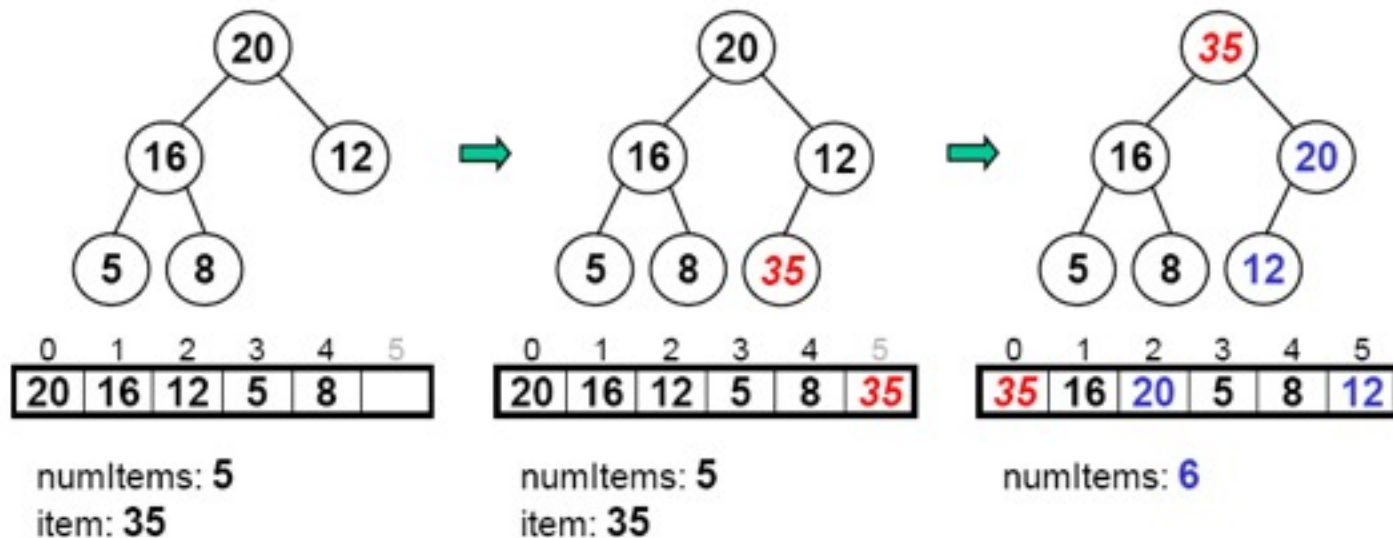 20 20 35
16 12 16 12 16 20
5 8 5 8 35 5 8 12
0 1 2 3 4 5 0 1 2 3 4 5 0 1 2 3 4 5
20 16 12 5 8 20 16 12 5 8 35 35 16 20 5 8 12
numItems: 5 numItems: 5 numItems: 6
item: 35 item: 35